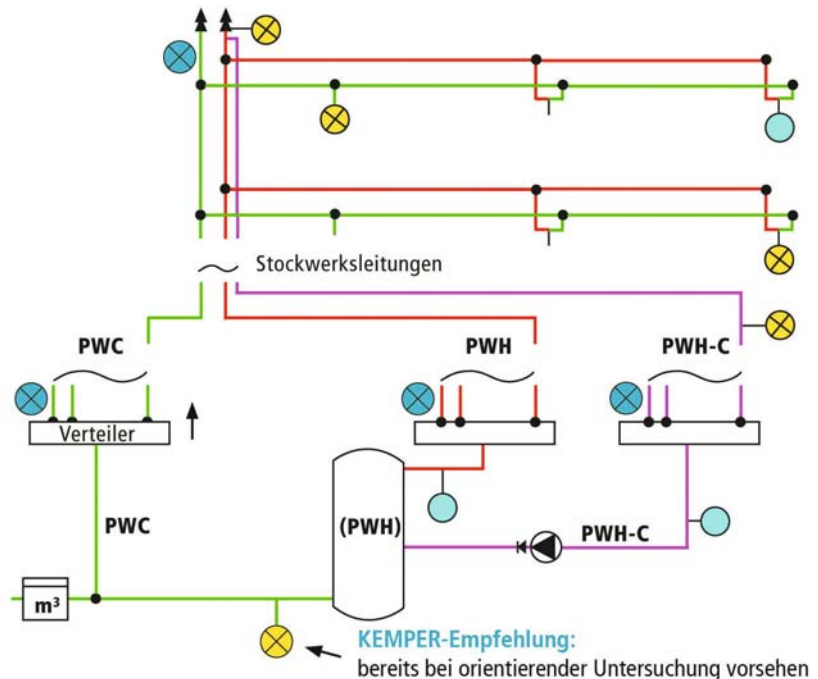 Stockwerksleitungen
PWC
PWH
PWH-C
Verteiler
PWC
(PWH)
PWH-C
m³
KEMPER-Empfehlung:
bereits bei orientierender Untersuchung vorsehen